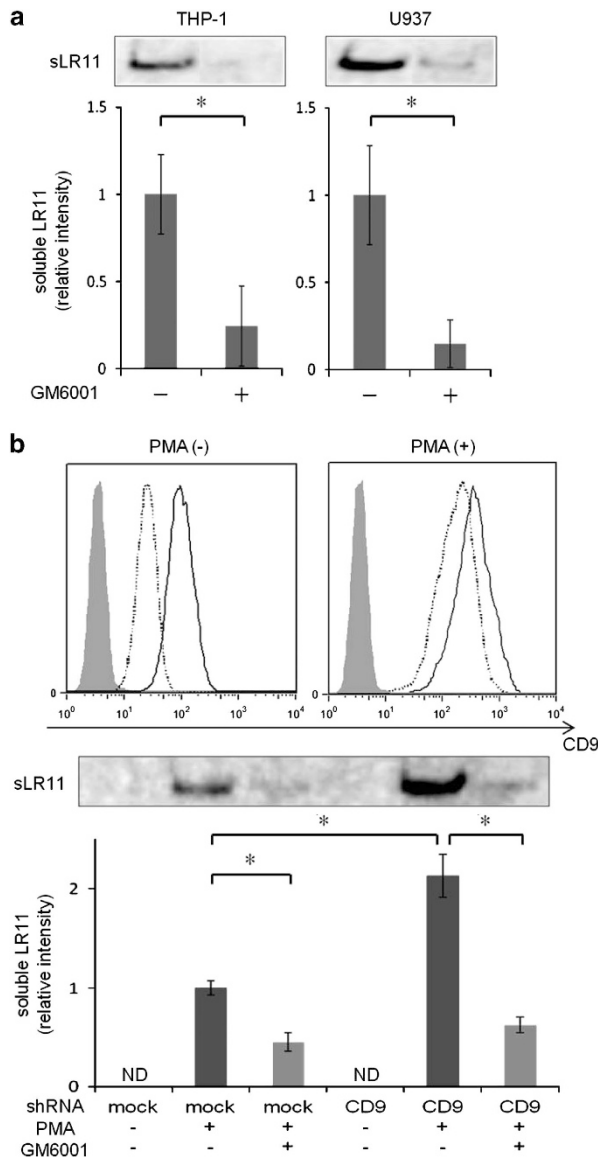 a
THP-1 U937
sLR11
1.5 1.5
* *
1 1
0.5 0.5
0 0
soluble LR11
(relative intensity)
GM6001 – + – +
b
PMA (-) PMA (+)
0 0
10⁰ 10¹ 10² 10³ 10⁴ 10⁰ 10¹ 10² 10³ 10⁴
CD9
sLR11
* * *
2
1
0
soluble LR11
(relative intensity)
ND ND
shRNA mock mock mock CD9 CD9 CD9
PMA - + + - + +
GM6001 - - + - - +